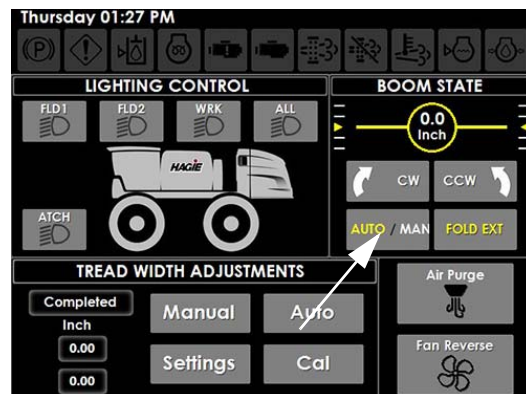 Thursday 01:27 PM
LIGHTING CONTROL
FLD1 FLD2 WRK ALL
HAGIE
ATCH
BOOM STATE
0.0
Inch
CW CCW
AUTO / MAN FOLD EXT
TREAD WIDTH ADJUSTMENTS
Completed
Inch
0.00
0.00
Manual Auto
Settings Cal
Air Purge
Fan Reverse